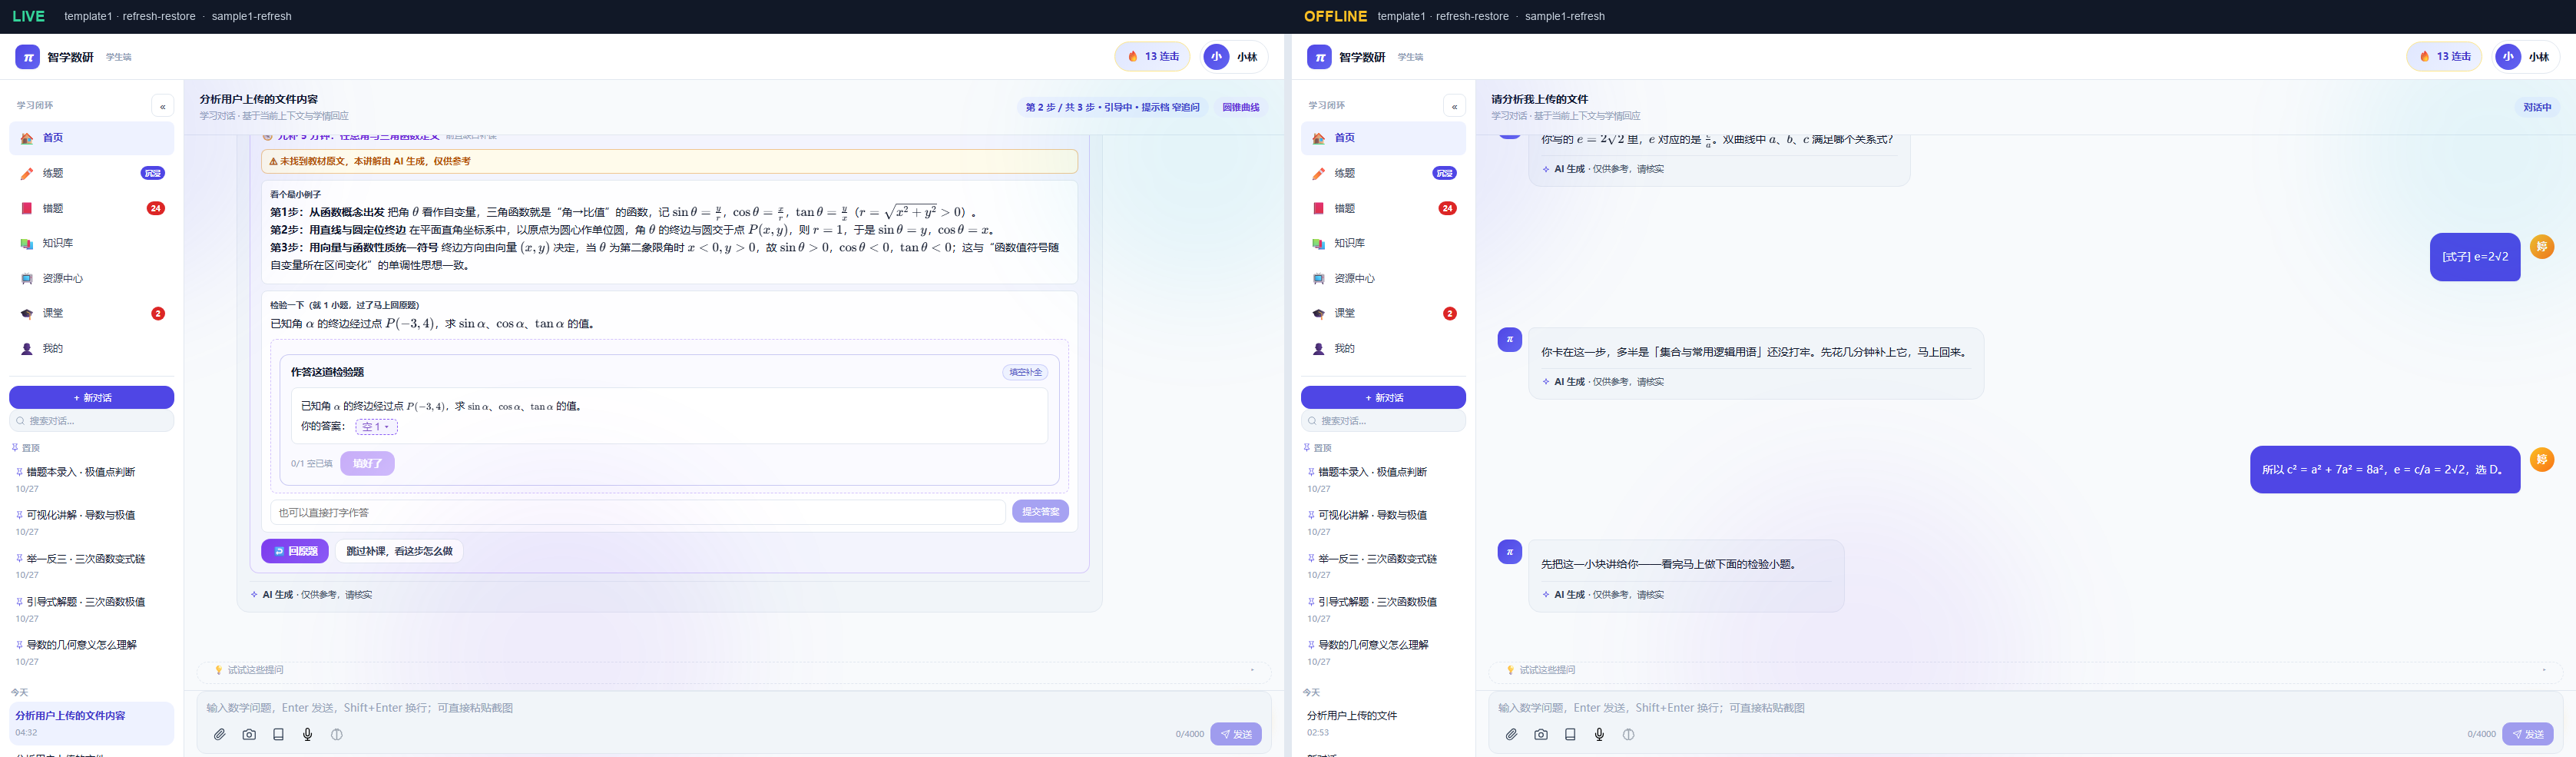 LIVE template1 · refresh-restore · sample1-refresh
π 智学数研 学生端
🔥 13 连击 小 小林
学习闭环 «
首页
练题 沉浸
错题 24
知识库
资源中心
课堂 2
我的
+ 新对话
搜索对话...
置顶
错题本录入 · 极值点判断
10/27
可视化讲解 · 导数与极值
10/27
举一反三 · 三次函数变式链
10/27
引导式解题 · 三次函数极值
10/27
导数的几何意义怎么理解
10/27
今天
分析用户上传的文件内容
04:32
分析用户上传的文件内容
学习对话 · 基于当前上下文与学情回应
第 2 步 / 共 3 步 • 引导中 • 提示档 窄追问 圆锥曲线
⚠ 未找到教材原文，本讲解由 AI 生成，仅供参考
看个最小例子
第1步：从函数概念出发 把角 θ 看作自变量，三角函数就是“角→比值”的函数，记 sin θ = y/r，cos θ = x/r，tan θ = y/x（r = √(x² + y²) > 0）。
第2步：用直线与圆定位终边 在平面直角坐标系中，以原点为圆心作单位圆，角 θ 的终边与圆交于点 P(x, y)，则 r = 1，于是 sin θ = y，cos θ = x。
第3步：用向量与函数性质统一符号 终边方向由向量 (x, y) 决定，当 θ 为第二象限角时 x < 0, y > 0，故 sin θ > 0，cos θ < 0，tan θ < 0；这与“函数值符号随
自变量所在区间变化”的单调性思想一致。
检验一下（就 1 小题，过了马上回原题）
已知角 α 的终边经过点 P(−3, 4)，求 sin α、cos α、tan α 的值。
作答这道检验题 填空补全
已知角 α 的终边经过点 P(−3, 4)，求 sin α、cos α、tan α 的值。
你的答案： 空 1
0/1 空已填 填好了
也可以直接打字作答 提交答案
回原题 跳过补课，看这步怎么做
AI 生成 · 仅供参考，请核实
试试这些提问
输入数学问题，Enter 发送，Shift+Enter 换行；可直接粘贴截图
0/4000 发送
OFFLINE template1 · refresh-restore · sample1-refresh
π 智学数研 学生端
🔥 13 连击 小 小林
学习闭环 «
首页
练题 沉浸
错题 24
知识库
资源中心
课堂 2
我的
+ 新对话
搜索对话...
置顶
错题本录入 · 极值点判断
10/27
可视化讲解 · 导数与极值
10/27
举一反三 · 三次函数变式链
10/27
引导式解题 · 三次函数极值
10/27
导数的几何意义怎么理解
10/27
今天
分析用户上传的文件
02:53
请分析我上传的文件
学习对话 · 基于当前上下文与学情回应
对话中
你写的 e = 2√2 里，e 对应的是 c/a。双曲线中 a、b、c 满足哪个关系式？
AI 生成 · 仅供参考，请核实
[式子] e=2√2 婷
π 你卡在这一步，多半是「集合与常用逻辑用语」还没打牢。先花几分钟补上它，马上回来。
AI 生成 · 仅供参考，请核实
所以 c² = a² + 7a² = 8a²，e = c/a = 2√2，选 D。 婷
π 先把这一小块讲给你——看完马上做下面的检验小题。
AI 生成 · 仅供参考，请核实
试试这些提问
输入数学问题，Enter 发送，Shift+Enter 换行；可直接粘贴截图
0/4000 发送